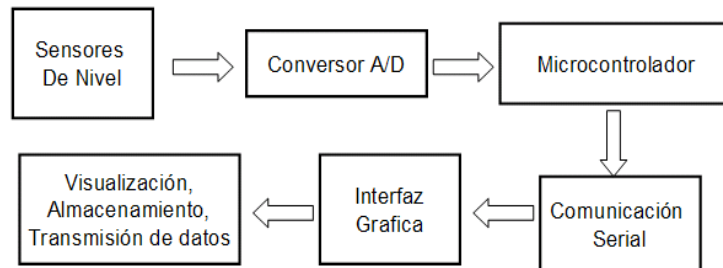 Sensores
De Nivel
Conversor A/D
Microcontrolador
Comunicación
Serial
Interfaz
Grafica
Visualización,
Almacenamiento,
Transmisión de datos